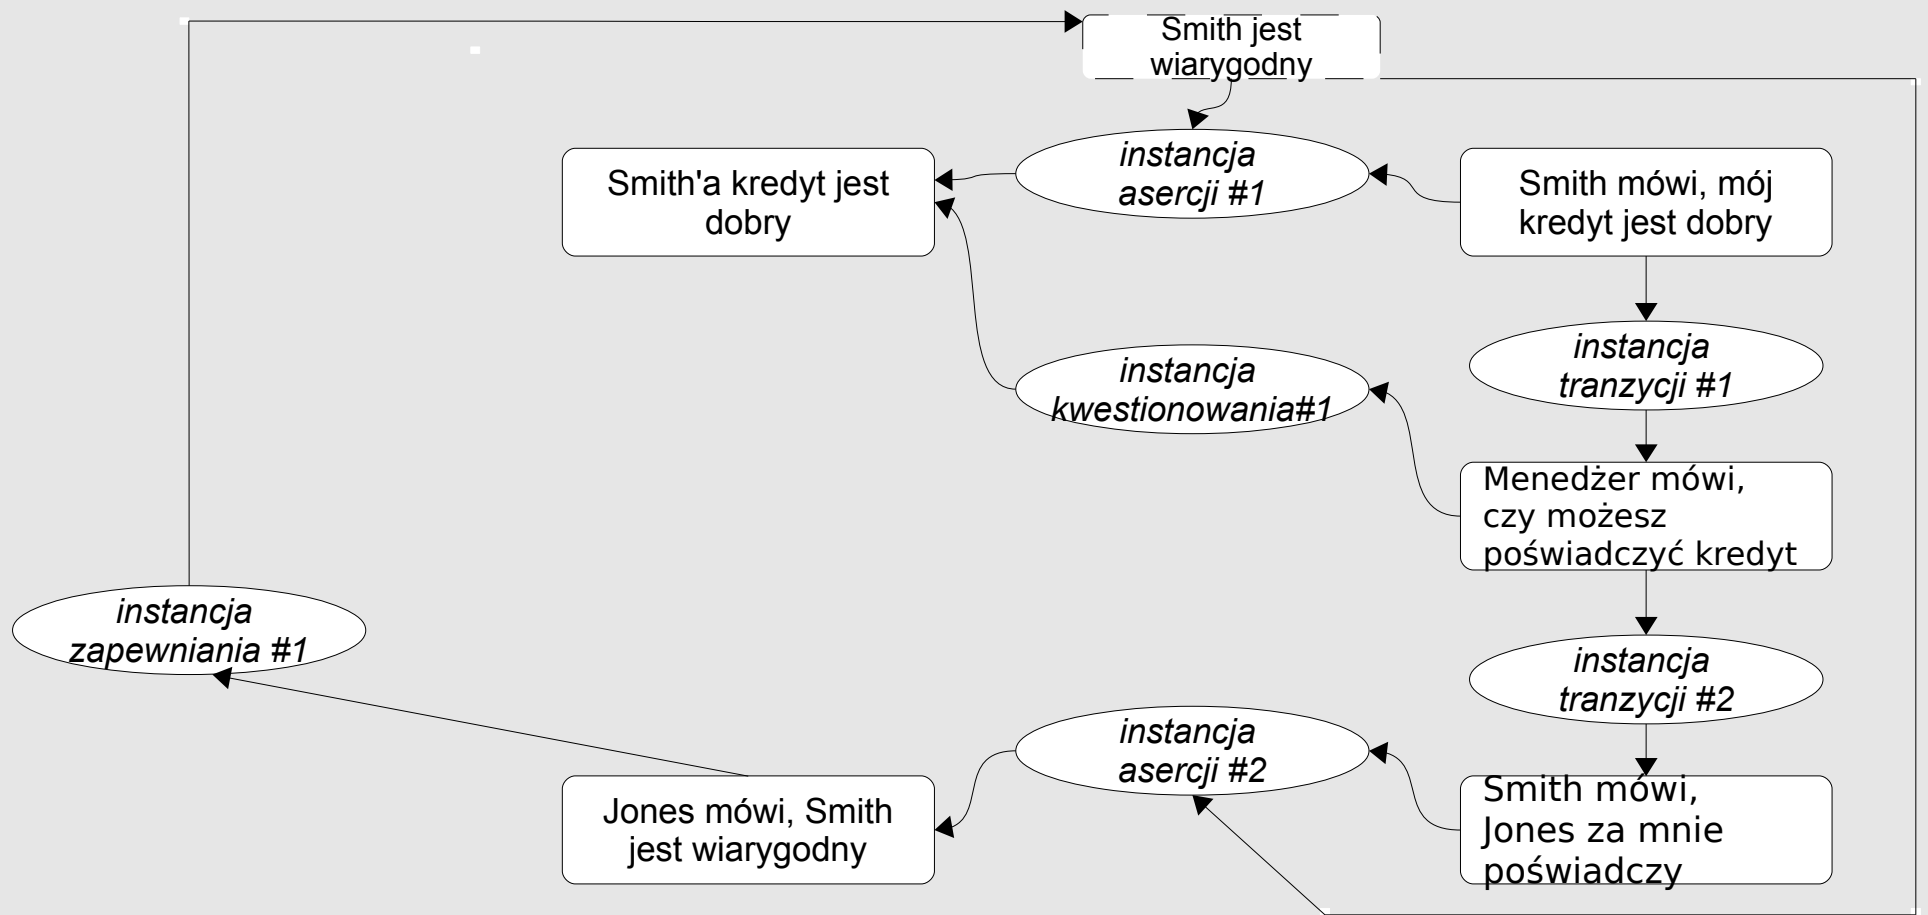 Smith jest
wiarygodny
instancja
asercji #1
Smith'a kredyt jest
dobry
Smith mówi, mój
kredyt jest dobry
instancja
tranzycji #1
instancja
kwestionowania#1
Menedżer mówi,
czy możesz
poświadczyć kredyt
instancja
zapewniania #1
instancja
tranzycji #2
instancja
asercji #2
Jones mówi, Smith
jest wiarygodny
Smith mówi,
Jones za mnie
poświadczy